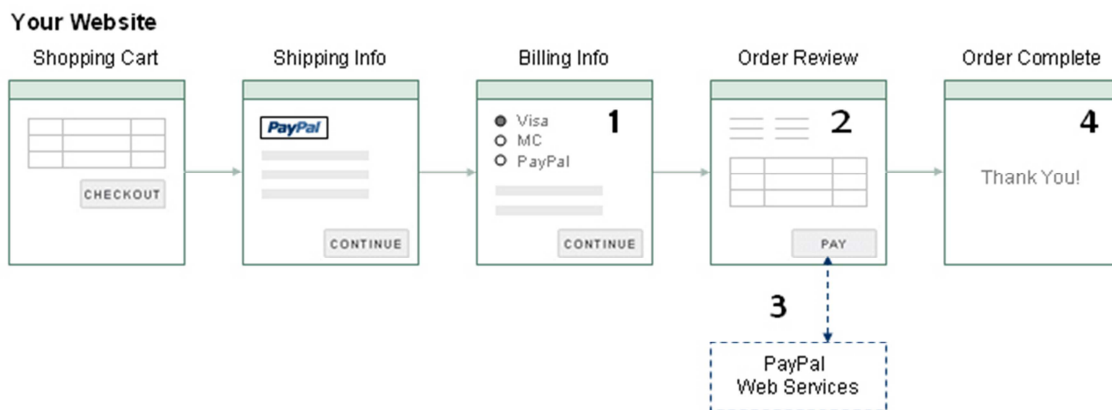 Your Website
Shopping Cart
Shipping Info
Billing Info
Order Review
Order Complete
CHECKOUT
PayPal
CONTINUE
1
Visa
MC
PayPal
CONTINUE
2
PAY
4
Thank You!
3
PayPal
Web Services